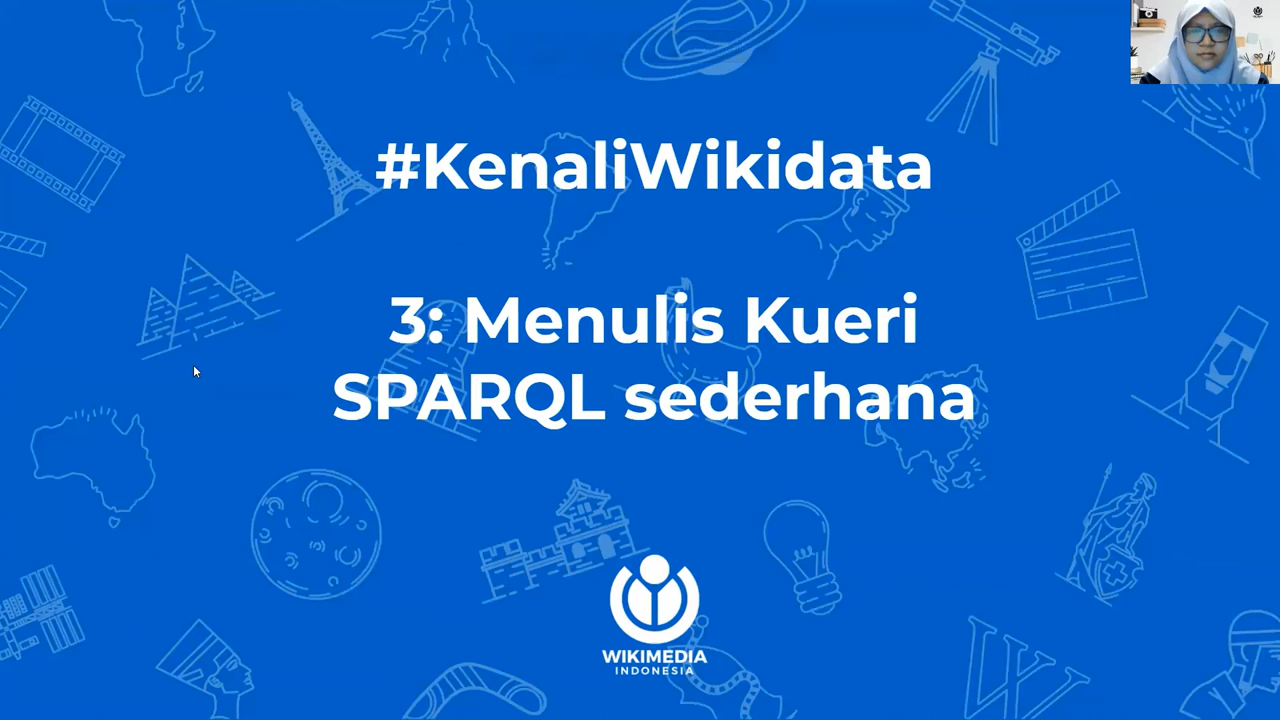 #KenaliWikidata
3: Menulis Kueri
SPARQL sederhana
WIKIMEDIA
INDONESIA